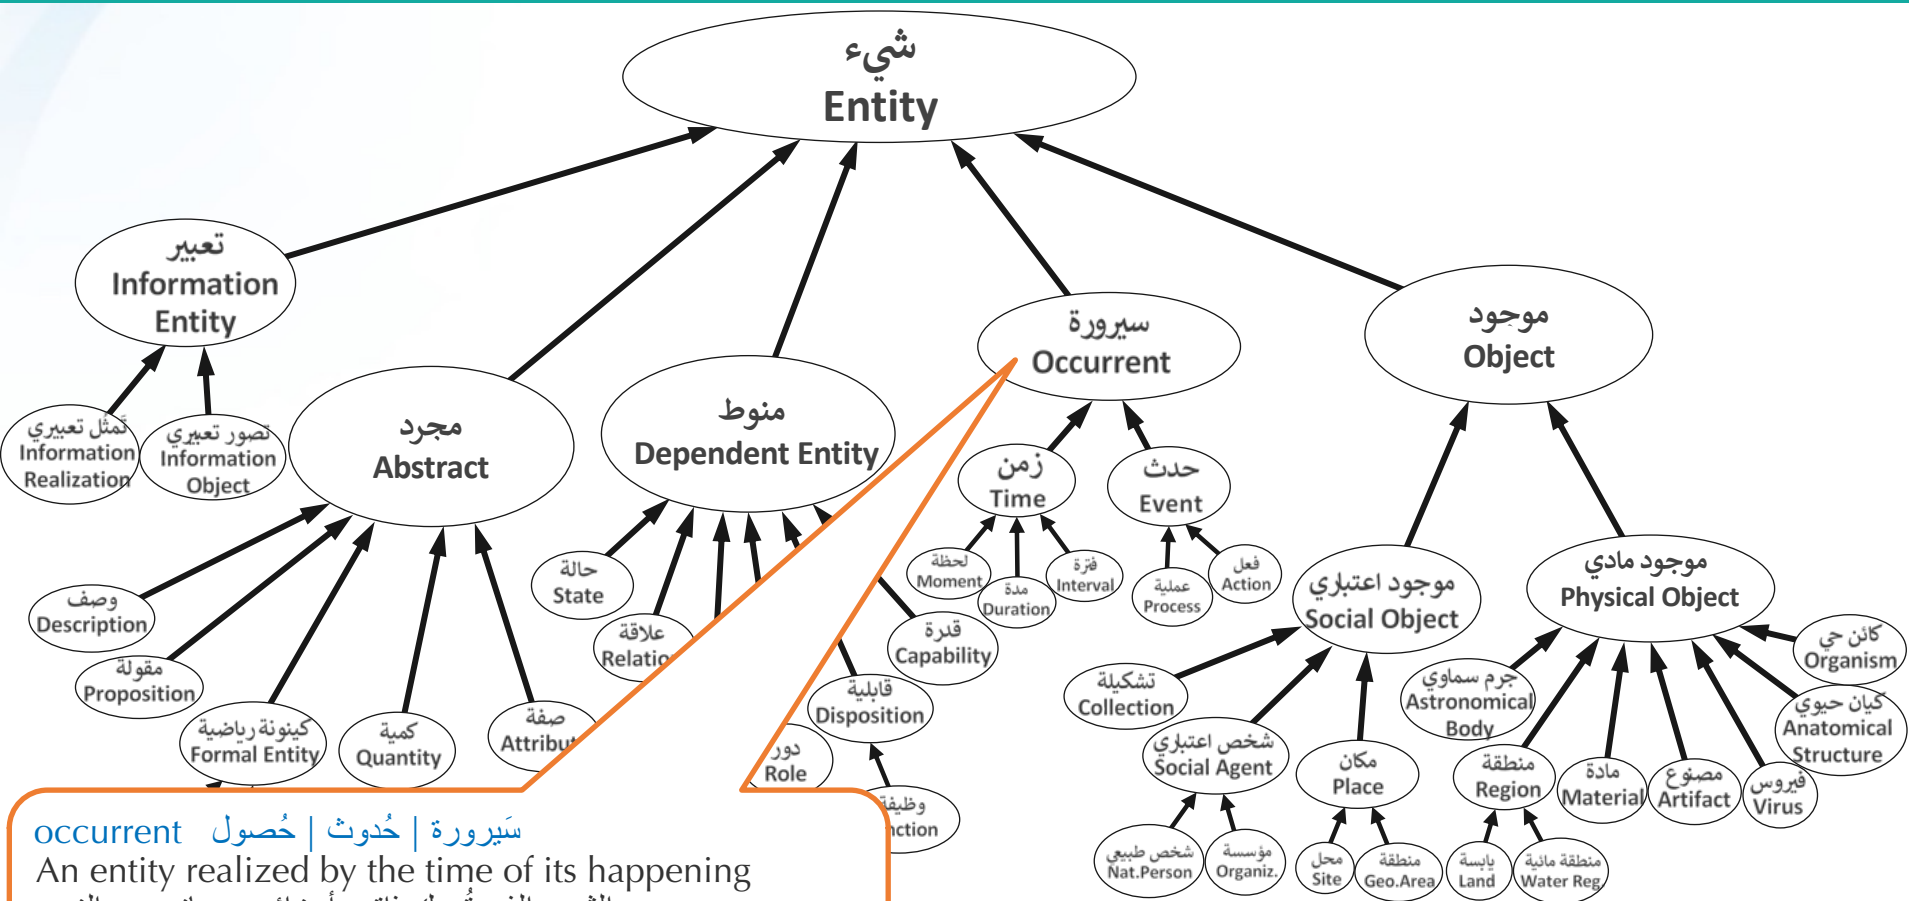 شيء
Entity
تعبير
Information
Entity
سيرورة
Occurrent
موجود
Object
مجرد
Abstract
منوط
Dependent Entity
تَمثُل تعبيري
Information
Realization
تصور تعبيري
Information
Object
زمن
Time
حدث
Event
لحظة
Moment
مدة
Duration
فترة
Interval
عملية
Process
فعل
Action
موجود اعتباري
Social Object
موجود مادي
Physical Object
وصف
Description
مقولة
Proposition
كينونة رياضية
Formal Entity
كمية
Quantity
صفة
Attribut
حالة
State
علاقة
Relatio
دور
Role
قابلية
Disposition
قدرة
Capability
وظيفة
nction
تشكيلة
Collection
شخص اعتباري
Social Agent
مكان
Place
جرم سماوي
Astronomical
Body
منطقة
Region
مادة
Material
مصنوع
Artifact
فيروس
Virus
كيان حيوي
Anatomical
Structure
كائن حي
Organism
شخص طبيعي
Nat.Person
مؤسسة
Organiz.
محل
Site
منطقة
Geo.Area
يابسة
Land
منطقة مائية
Water Reg.
occurrent سَيرورة | حُدوث | حُصول
An entity realized by the time of its happening